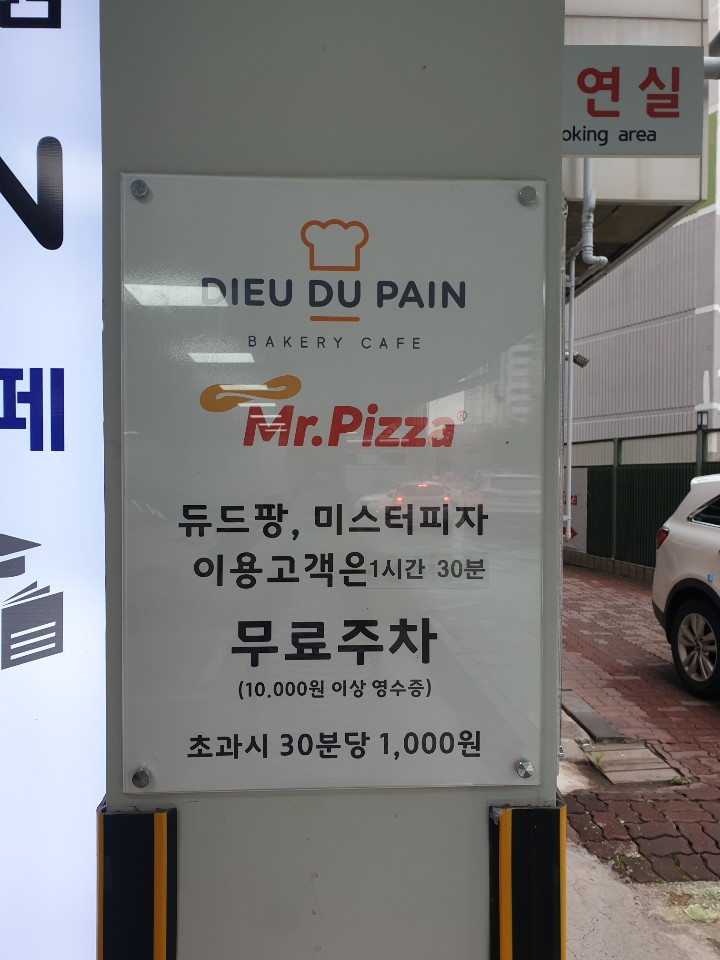 연실
oking area
DIEU DU PAIN
BAKERY CAFE
Mr.Pizza®
듀드팡, 미스터피자
이용고객은1시간 30분
무료주차
(10.000원 이상 영수증)
초과시 30분당 1,000원
N
페